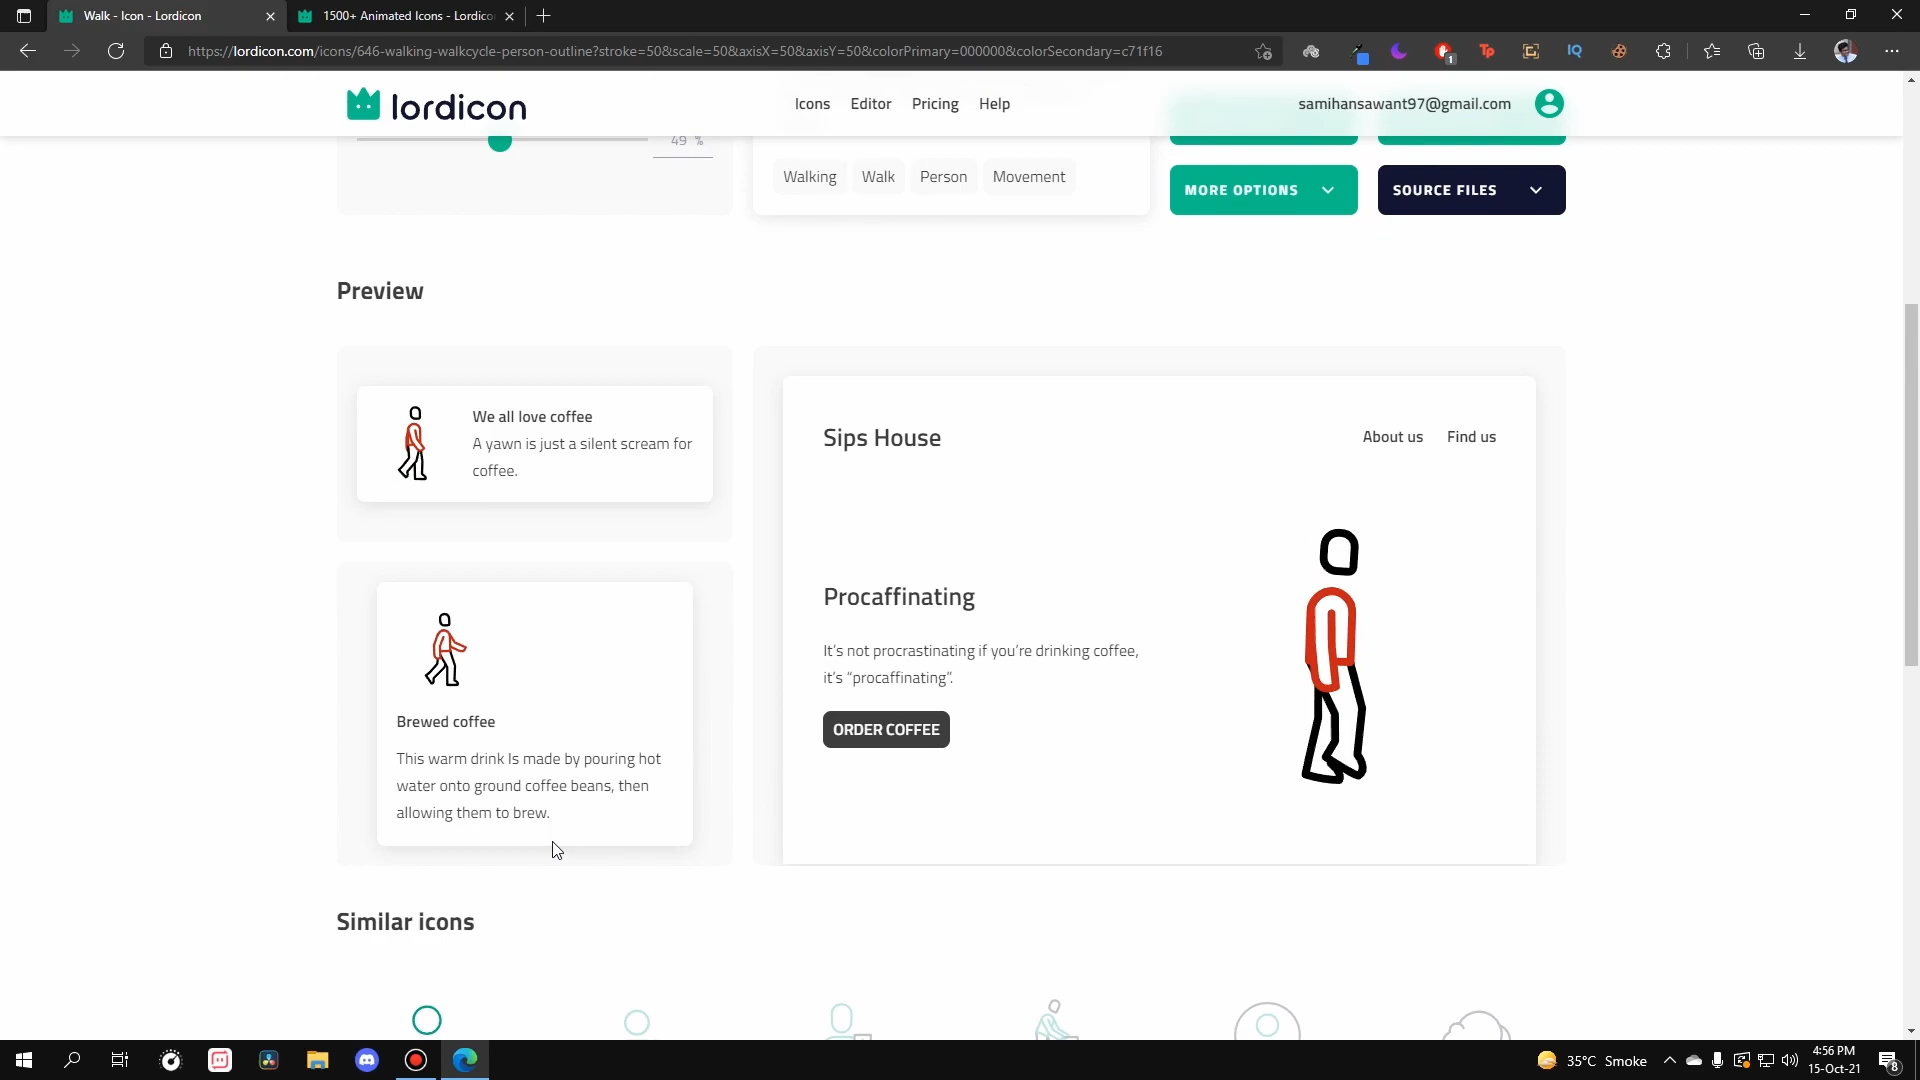 Walk - Icon - Lordicon
1500+ Animated Icons - Lordico
https://lordicon.com/icons/646-walking-walkcycle-person-outline?stroke=50&scale=50&axisX=50&axisY=50&colorPrimary=000000&colorSecondary=c71f16
1
Tp
IQ
lordicon
Icons
Editor
Pricing
Help
samihansawant97@gmail.com
49 %
Walking
Walk
Person
Movement
MORE OPTIONS
SOURCE FILES
Preview
We all love coffee
A yawn is just a silent scream for
coffee.
Brewed coffee
This warm drink Is made by pouring hot
water onto ground coffee beans, then
allowing them to brew.
Sips House
About us
Find us
Procaffinating
It's not procrastinating if you're drinking coffee,
it's “procaffinating”.
ORDER COFFEE
Similar icons
35°C Smoke
4:56 PM
15-Oct-21
8